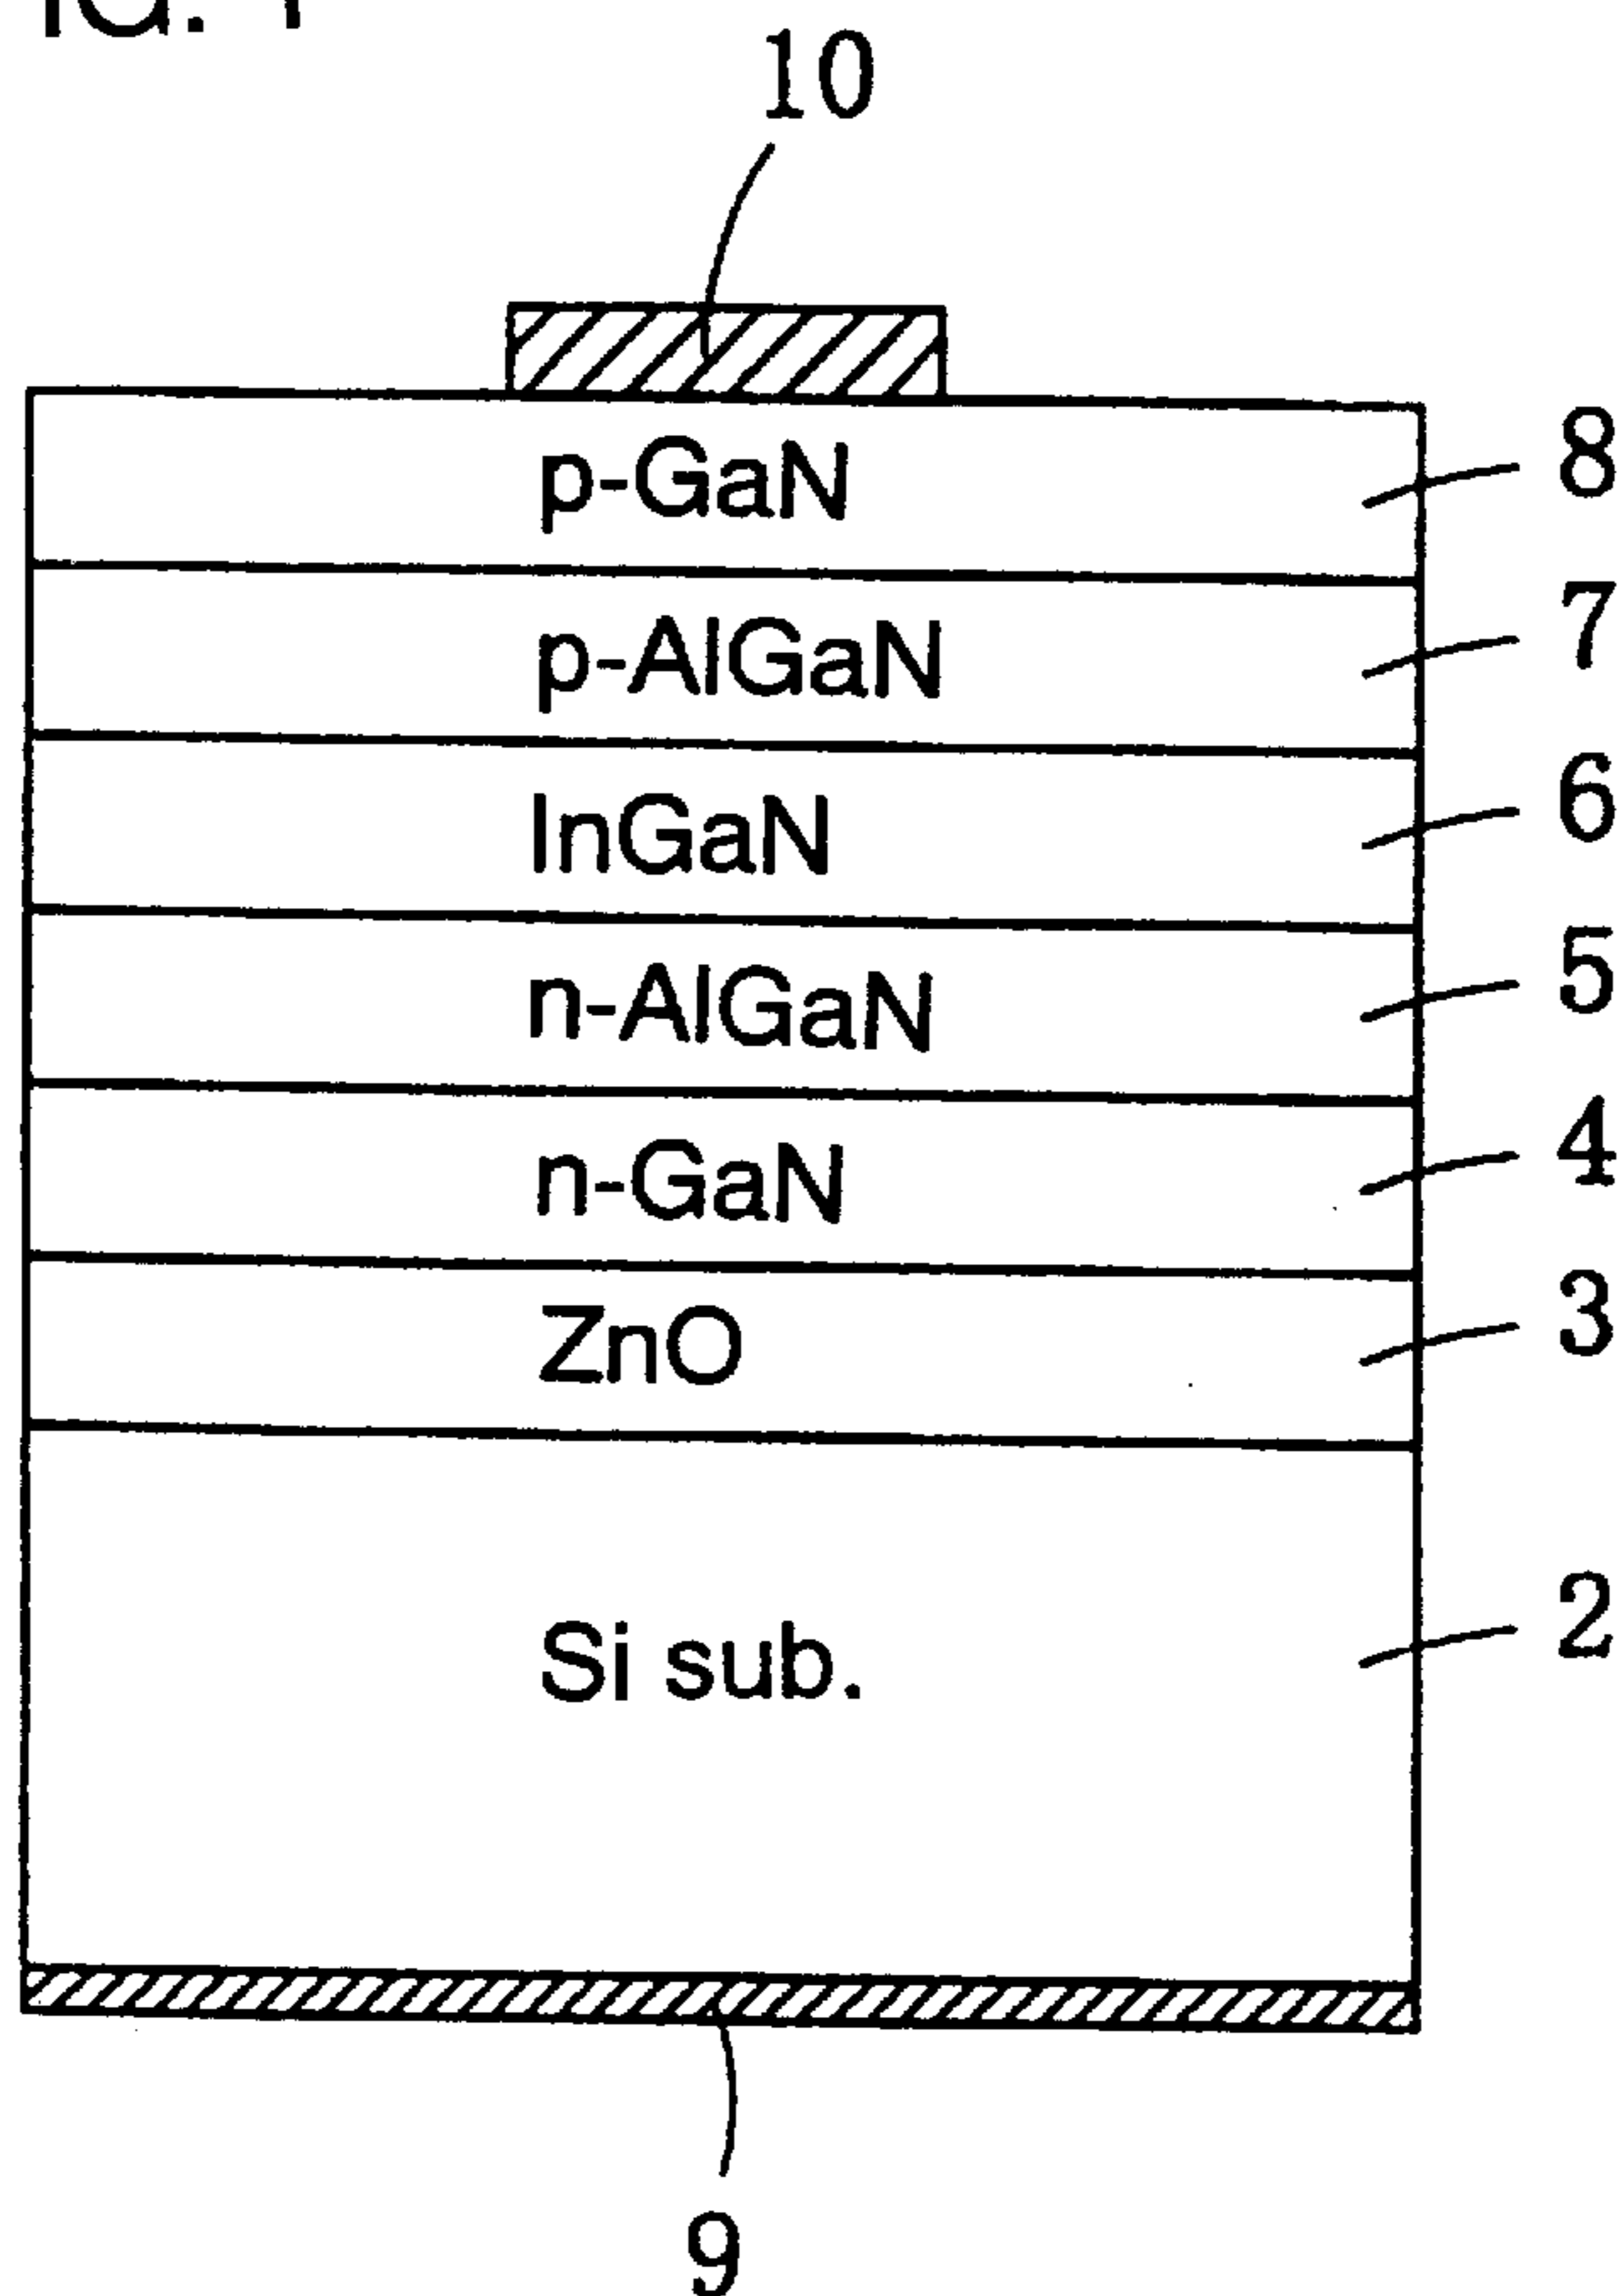 10
p-GaN 8
p-AlGaN 7
InGaN 6
n-AlGaN 5
n-GaN 4
ZnO 3
Si sub. 2
9